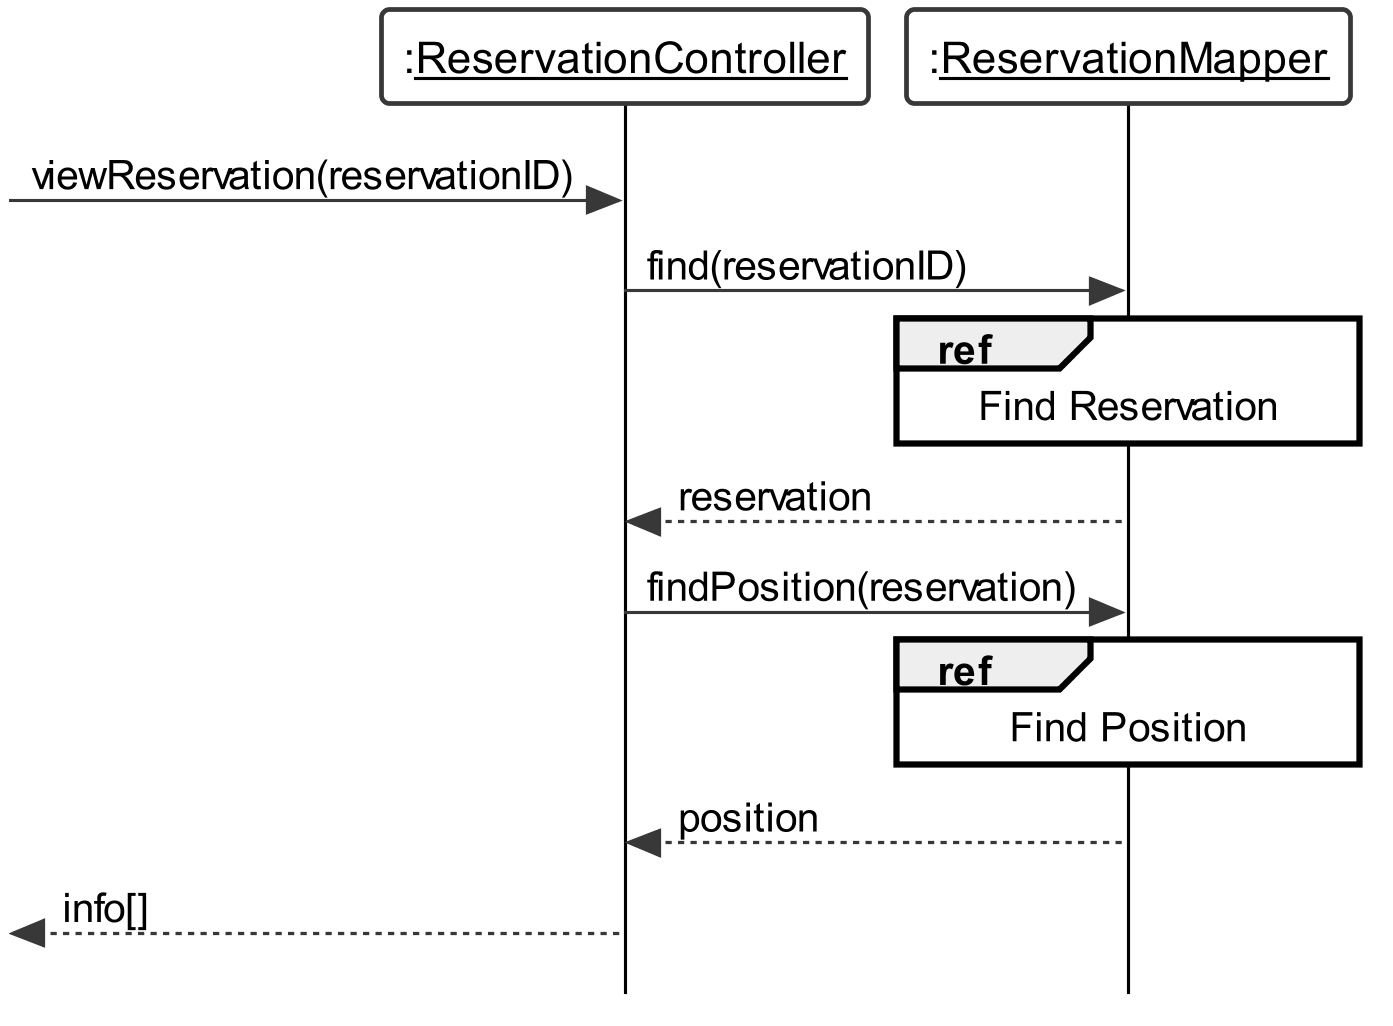 :ReservationController
:ReservationMapper
viewReservation(reservationID)
find(reservationID)
ref
Find Reservation
reservation
findPosition(reservation)
ref
Find Position
position
info[]